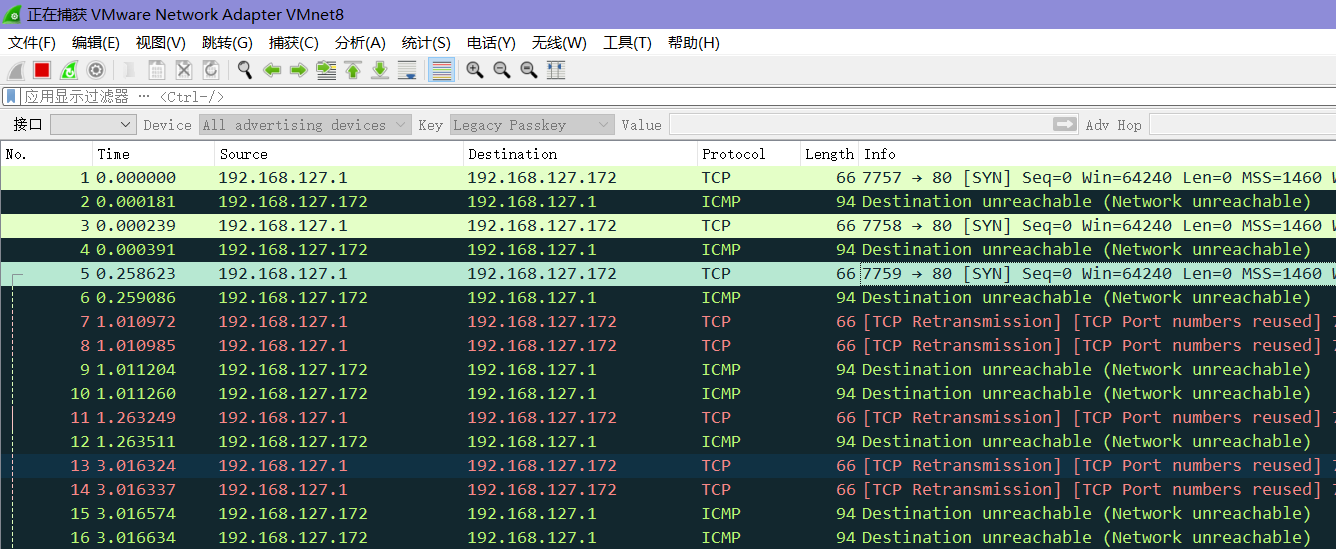 正在捕获 VMware Network Adapter VMnet8
文件(F) 编辑(E) 视图(V) 跳转(G) 捕获(C) 分析(A) 统计(S) 电话(Y) 无线(W) 工具(T) 帮助(H)
应用显示过滤器 … <Ctrl-/>
接口 Device All advertising devices Key Legacy Passkey Value Adv Hop
No. Time Source Destination Protocol Length Info
1 0.000000 192.168.127.1 192.168.127.172 TCP 66 7757 → 80 [SYN] Seq=0 Win=64240 Len=0 MSS=1460
2 0.000181 192.168.127.172 192.168.127.1 ICMP 94 Destination unreachable (Network unreachable)
3 0.000239 192.168.127.1 192.168.127.172 TCP 66 7758 → 80 [SYN] Seq=0 Win=64240 Len=0 MSS=1460
4 0.000391 192.168.127.172 192.168.127.1 ICMP 94 Destination unreachable (Network unreachable)
5 0.258623 192.168.127.1 192.168.127.172 TCP 66 7759 → 80 [SYN] Seq=0 Win=64240 Len=0 MSS=1460
6 0.259086 192.168.127.172 192.168.127.1 ICMP 94 Destination unreachable (Network unreachable)
7 1.010972 192.168.127.1 192.168.127.172 TCP 66 [TCP Retransmission] [TCP Port numbers reused]
8 1.010985 192.168.127.1 192.168.127.172 TCP 66 [TCP Retransmission] [TCP Port numbers reused]
9 1.011204 192.168.127.172 192.168.127.1 ICMP 94 Destination unreachable (Network unreachable)
10 1.011260 192.168.127.172 192.168.127.1 ICMP 94 Destination unreachable (Network unreachable)
11 1.263249 192.168.127.1 192.168.127.172 TCP 66 [TCP Retransmission] [TCP Port numbers reused]
12 1.263511 192.168.127.172 192.168.127.1 ICMP 94 Destination unreachable (Network unreachable)
13 3.016324 192.168.127.1 192.168.127.172 TCP 66 [TCP Retransmission] [TCP Port numbers reused]
14 3.016337 192.168.127.1 192.168.127.172 TCP 66 [TCP Retransmission] [TCP Port numbers reused]
15 3.016574 192.168.127.172 192.168.127.1 ICMP 94 Destination unreachable (Network unreachable)
16 3.016634 192.168.127.172 192.168.127.1 ICMP 94 Destination unreachable (Network unreachable)